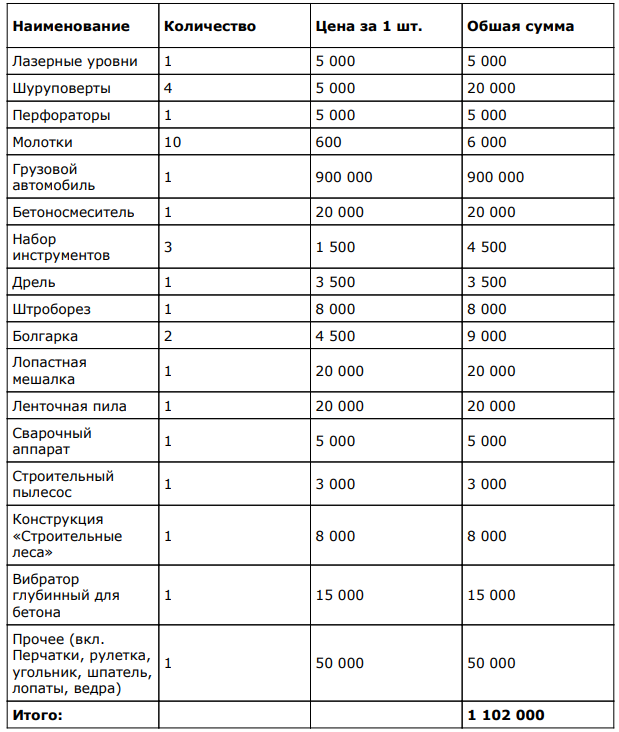 Наименование Количество Цена за 1 шт. Обшая сумма
Лазерные уровни 1 5 000 5 000
Шуруповерты 4 5 000 20 000
Перфораторы 1 5 000 5 000
Молотки 10 600 6 000
Грузовой
автомобиль 1 900 000 900 000
Бетоносмеситель 1 20 000 20 000
Набор
инструментов 3 1 500 4 500
Дрель 1 3 500 3 500
Штроборез 1 8 000 8 000
Болгарка 2 4 500 9 000
Лопастная
мешалка 1 20 000 20 000
Ленточная пила 1 20 000 20 000
Сварочный
аппарат 1 5 000 5 000
Строительный
пылесос 1 3 000 3 000
Конструкция
«Строительные 1 8 000 8 000
леса»
Вибратор
глубинный для 1 15 000 15 000
бетона
Прочее (вкл.
Перчатки, рулетка, 1 50 000 50 000
угольник, шпатель,
лопаты, ведра)
Итого: 1 102 000